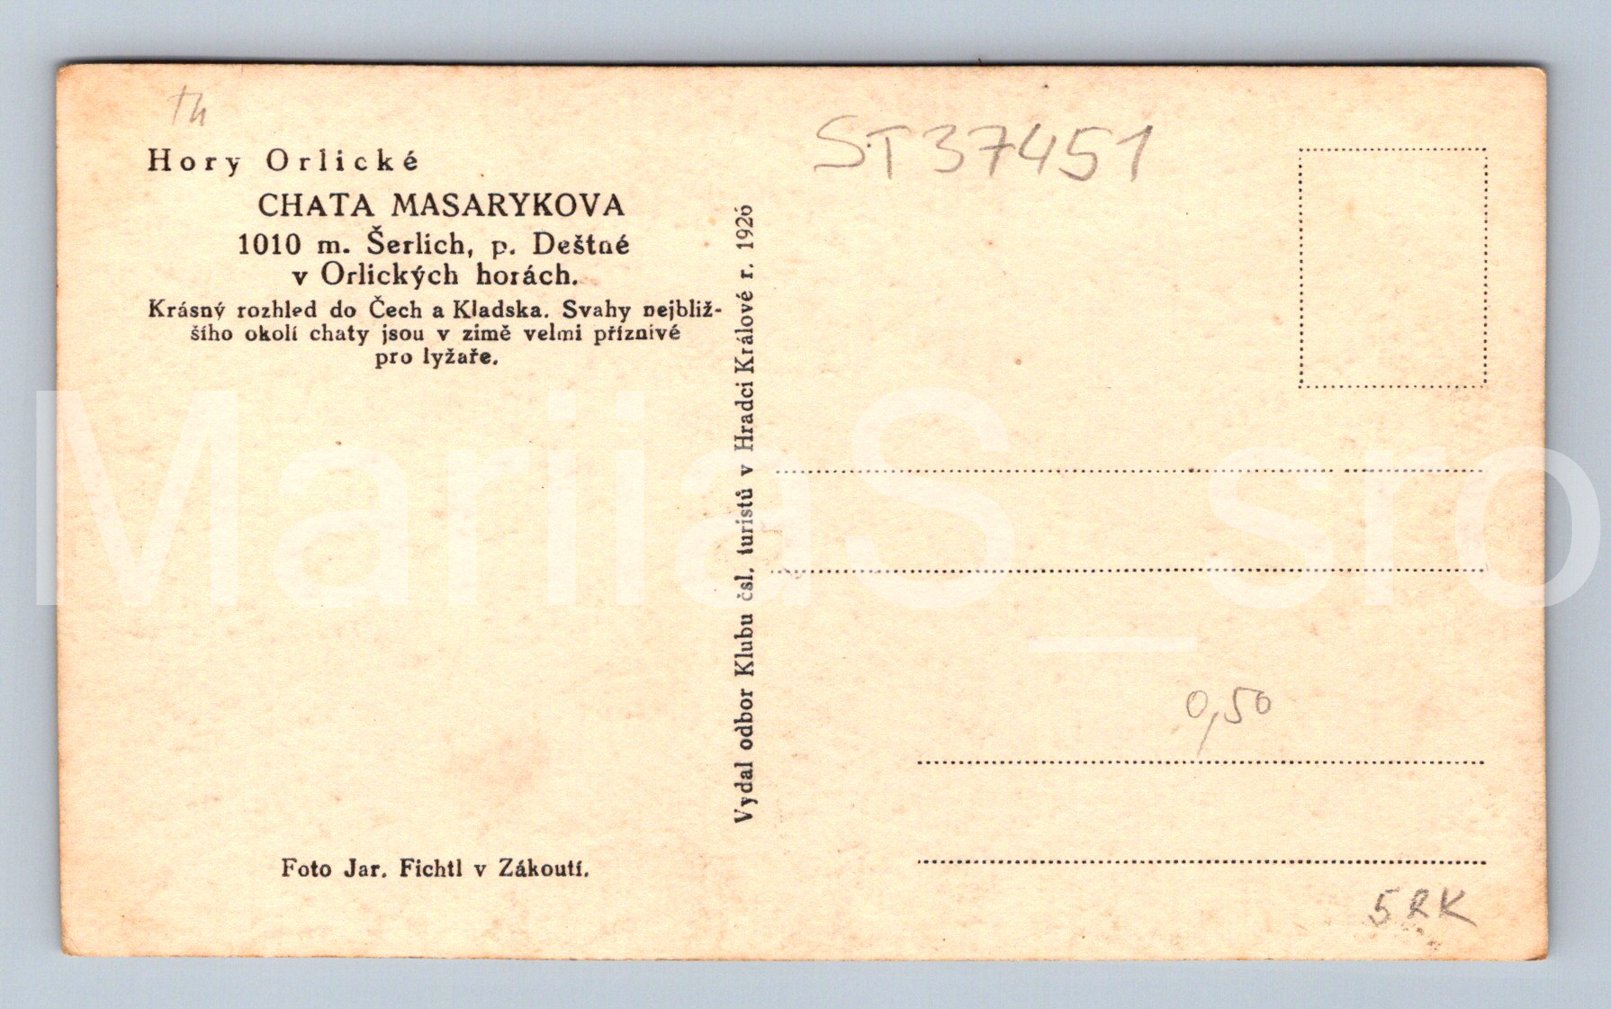 th
Hory Orlické
CHATA MASARYKOVA
1010 m. Šerlich, p. Deštné
v Orlických horách.
Krásný rozhled do Čech a Kladska. Svahy nejbliž-
šího okolí chaty jsou v zimě velmi příznivé
pro lyžaře.
Foto Jar. Fichtl v Zákoutí.
Vydal odbor Klubu čsl. turistů v Hradci Králové r. 1926
ST37451
0,50
5RK
MarilaS_sro